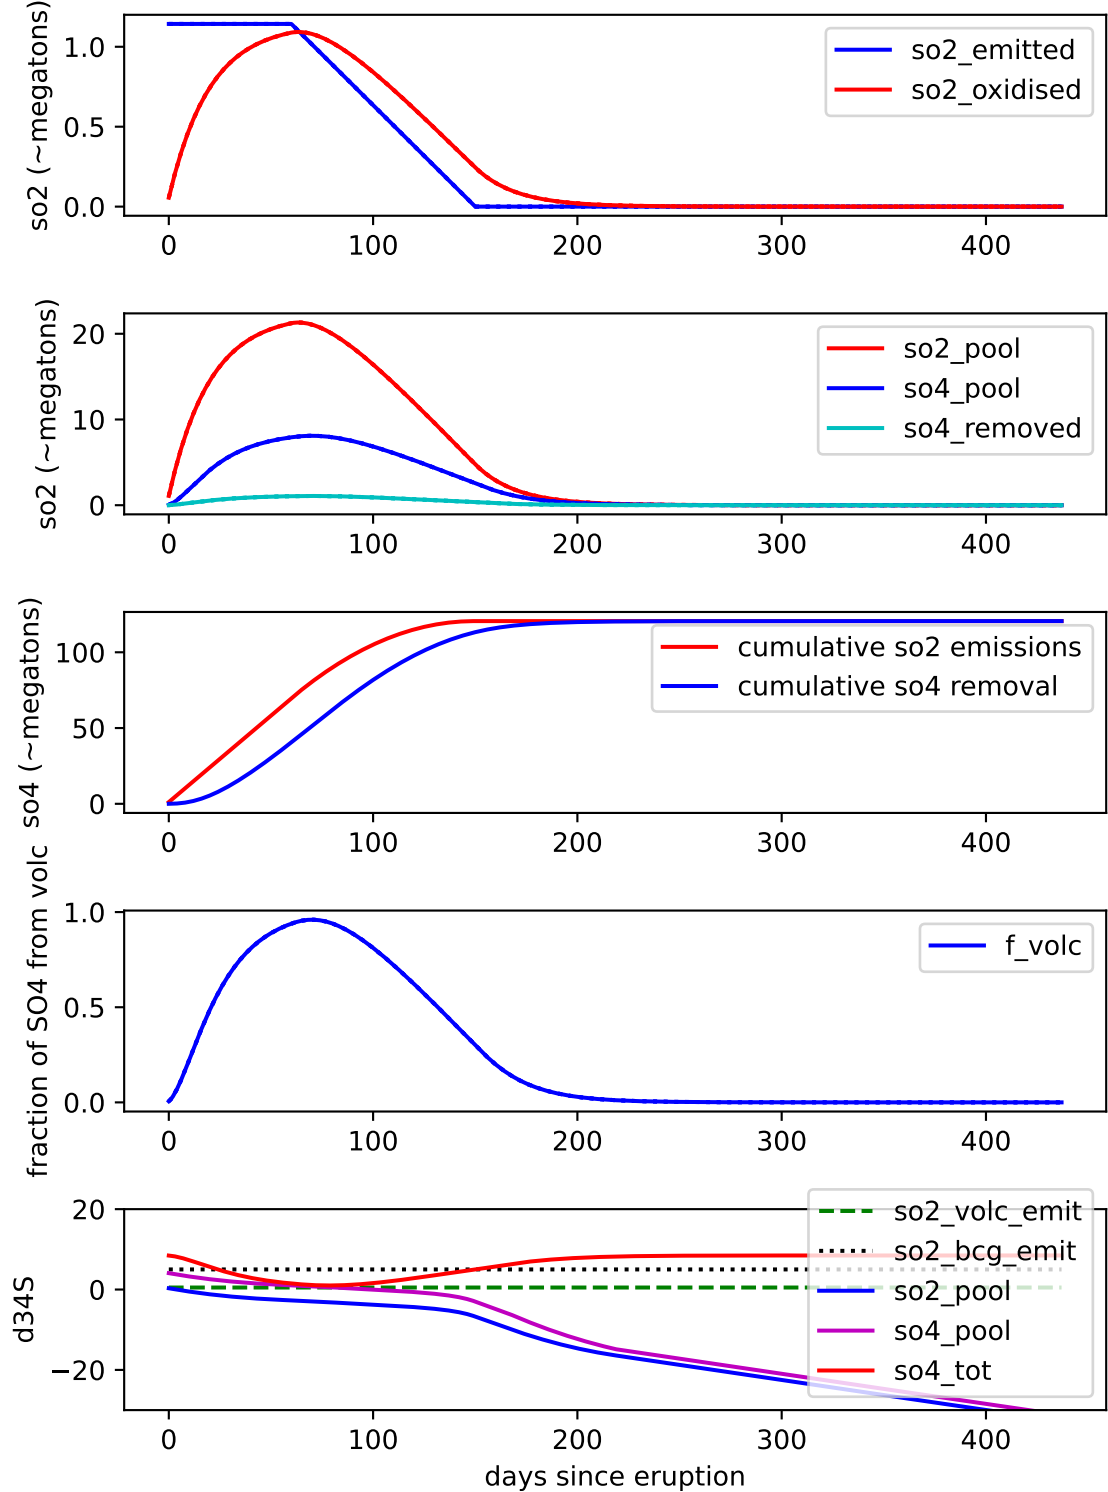 so2 (~megatons)
1.0
0.5
0.0
so2_emitted
so2_oxidised
0 100 200 300 400
so2 (~megatons)
20
10
0
so2_pool
so4_pool
so4_removed
0 100 200 300 400
so4 (~megatons)
100
50
0
cumulative so2 emissions
cumulative so4 removal
0 100 200 300 400
fraction of SO4 from volc
1.0
0.5
0.0
f_volc
0 100 200 300 400
d34S
20
0
−20
so2_volc_emit
so2_bcg_emit
so2_pool
so4_pool
so4_tot
0 100 200 300 400
days since eruption